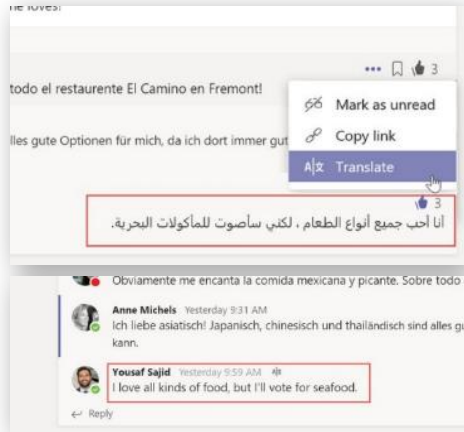 ne loves!
3
todo el restaurente El Camino en Fremont!
Mark as unread
lles gute Optionen für mich, da ich dort immer gut
Copy link
Translate
3
أنا أحب جميع أنواع الطعام ، لكني سأصوت للمأكولات البحرية.
Obviamente me encanta la comida mexicana y picante. Sobre todo
Anne Michels Yesterday 9:31 AM
Ich liebe asiatisch! Japanisch, chinesisch und thailändisch sind alles gu
kann.
Yousaf Sajid Yesterday 9:59 AM
I love all kinds of food, but I'll vote for seafood.
Reply